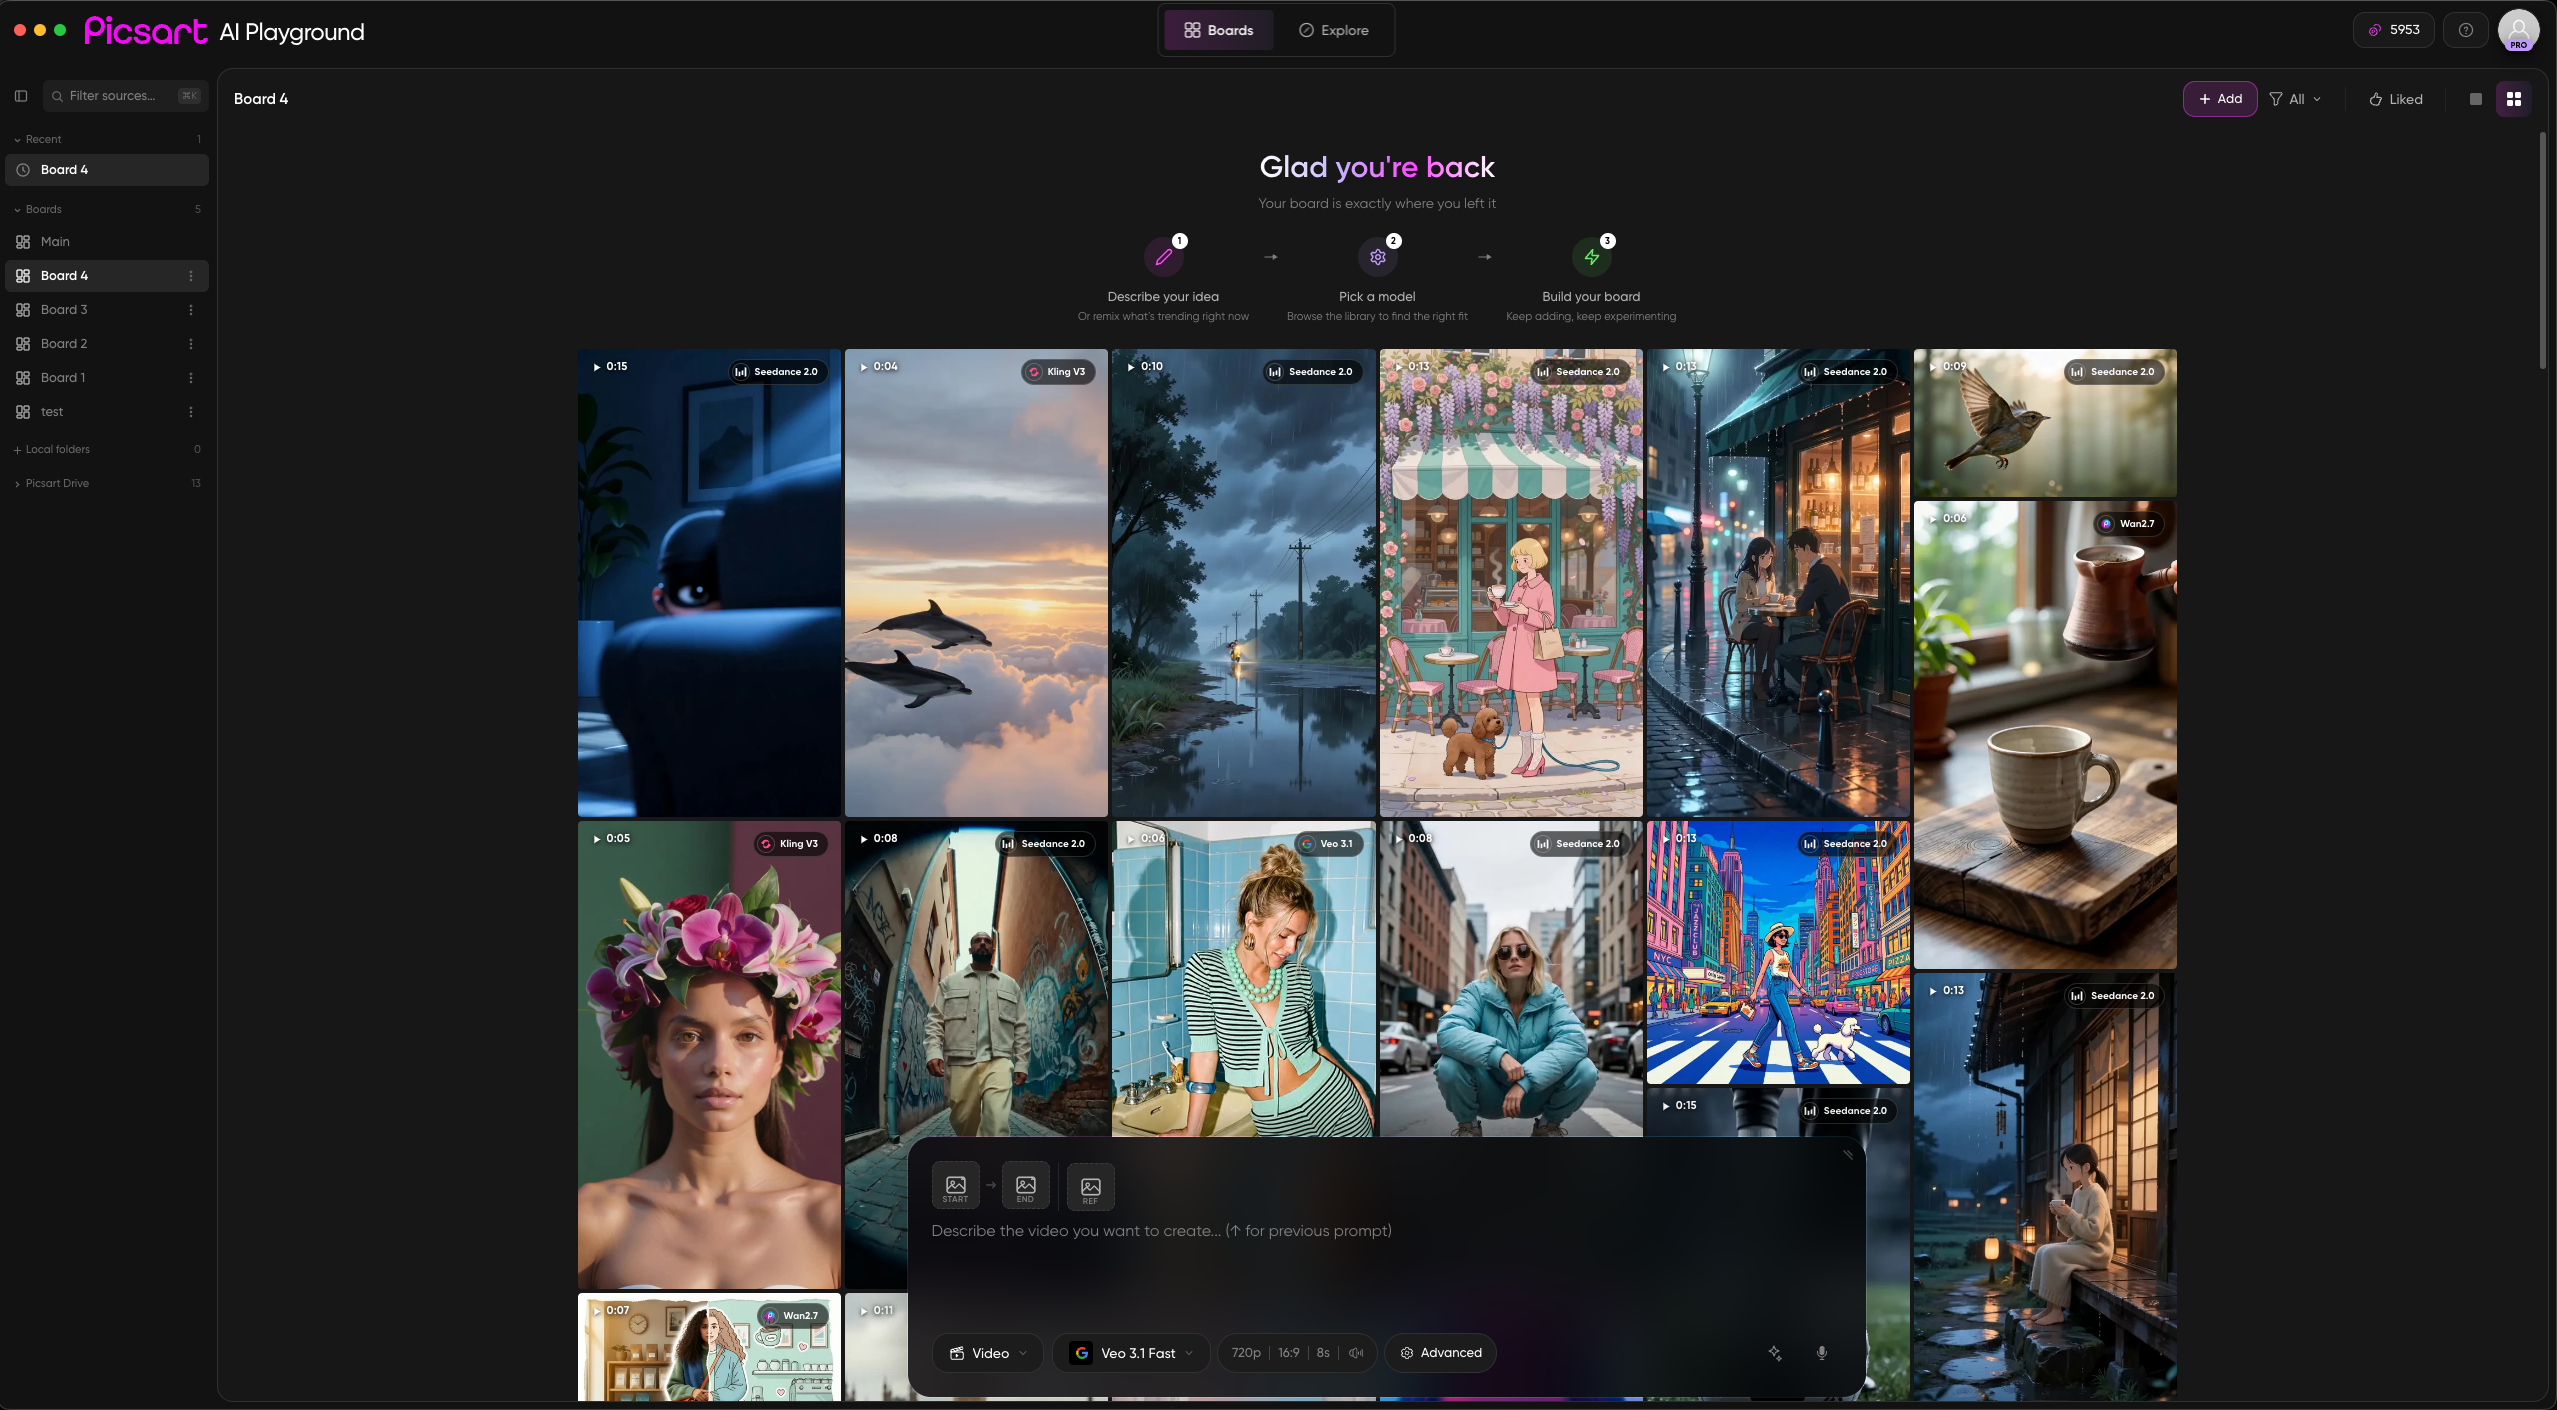 Picsart AI Playground
Boards
Explore
5953
PRO
Filter sources...
⌘K
Recent 1
Board 4
Boards 5
Main
Board 4
Board 3
Board 2
Board 1
test
Local folders 0
Picsart Drive 13
Board 4
+ Add
All
Liked
Glad you're back
Your board is exactly where you left it
1
2
3
Describe your idea
Or remix what's trending right now
Pick a model
Browse the library to find the right fit
Build your board
Keep adding, keep experimenting
0:15 Seedance 2.0
0:04 Kling V3
0:10 Seedance 2.0
0:13 Seedance 2.0
0:13 Seedance 2.0
0:09 Seedance 2.0
0:06 Wan2.7
0:05 Kling V3
0:08 Seedance 2.0
0:06 Veo 3.1
0:08 Seedance 2.0
0:13 Seedance 2.0
JAZZ CLUB
NYC
PIZZA
0:13 Seedance 2.0
0:15 Seedance 2.0
0:07 Wan2.7
0:11
START
END
REF
Describe the video you want to create... (↑ for previous prompt)
Video
Veo 3.1 Fast
720p | 16:9 | 8s
Advanced